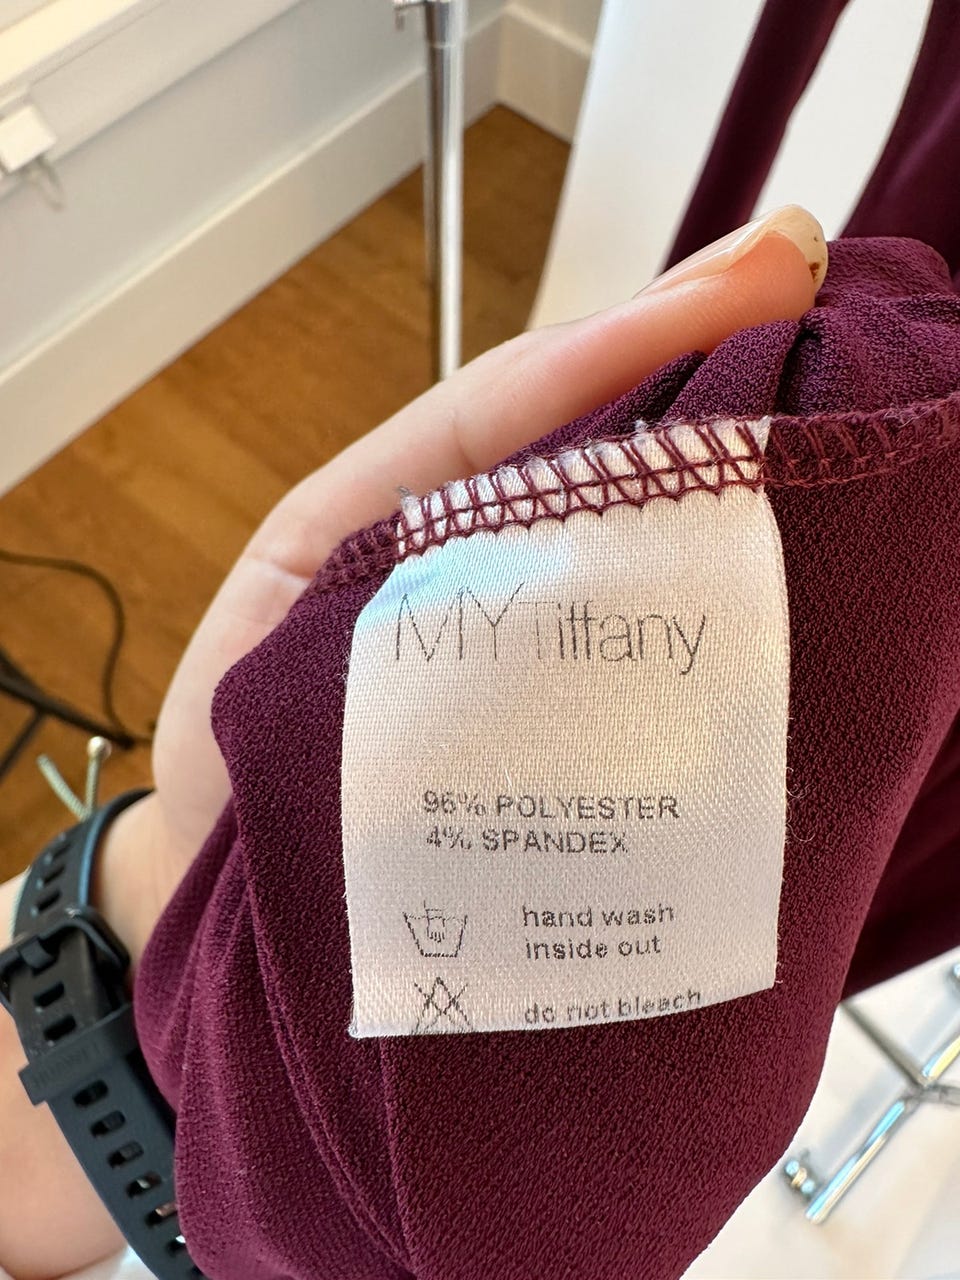 MYTiffany
96% POLYESTER
4% SPANDEX
hand wash
inside out
do not bleach